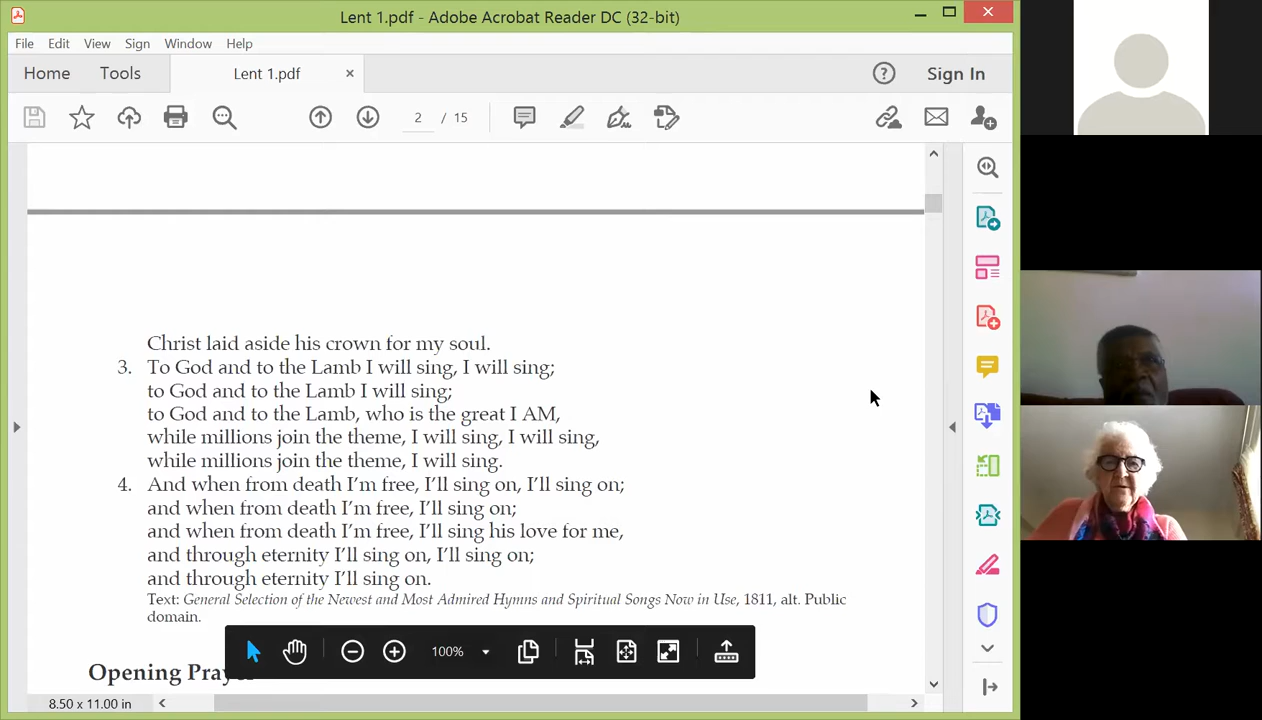 Lent 1.pdf - Adobe Acrobat Reader DC (32-bit)
File Edit View Sign Window Help
Home Tools Lent 1.pdf × Sign In
2 / 15
Christ laid aside his crown for my soul.
3. To God and to the Lamb I will sing, I will sing;
to God and to the Lamb I will sing;
to God and to the Lamb, who is the great I AM,
while millions join the theme, I will sing, I will sing,
while millions join the theme, I will sing.
4. And when from death I’m free, I’ll sing on, I’ll sing on;
and when from death I’m free, I’ll sing on;
and when from death I’m free, I’ll sing his love for me,
and through eternity I’ll sing on, I’ll sing on;
and through eternity I’ll sing on.
Text: General Selection of the Newest and Most Admired Hymns and Spiritual Songs Now in Use, 1811, alt. Public
domain.
100%
Opening Prayer
8.50 x 11.00 in